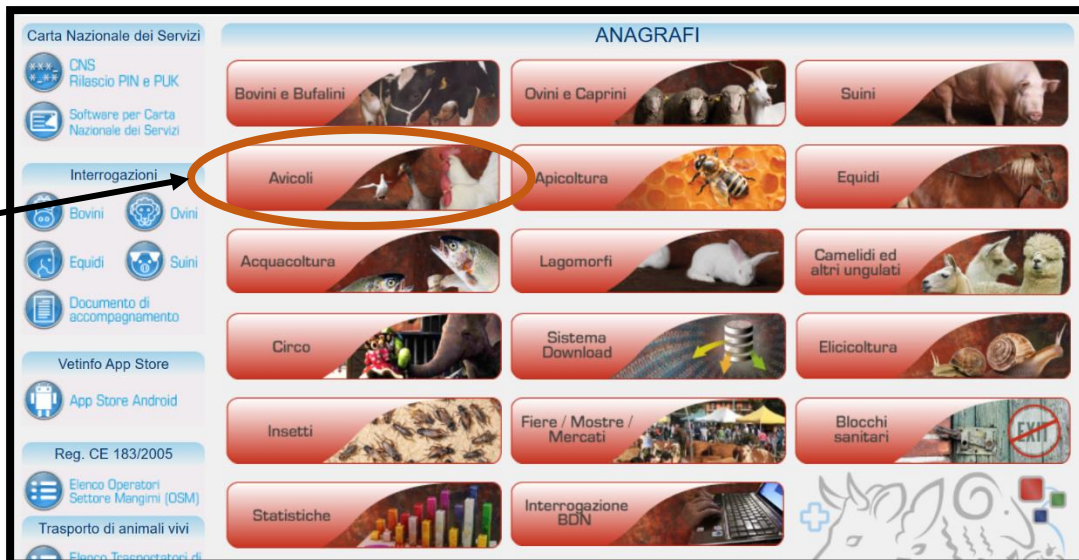 Carta Nazionale dei Servizi
CNS
Rilascio PIN e PUK
Software per Carta
Nazionale dei Servizi
Interrogazioni
Bovini
Ovini
Equidi
Suini
Documento di
accompagnamento
Vetinfo App Store
App Store Android
Reg. CE 183/2005
Elenco Operatori
Settore Mangimi (OSM)
Trasporto di animali vivi
Elenco Trasportatori di
ANAGRAFI
Bovini e Bufalini
Ovini e Caprini
Suini
Avicoli
Apicoltura
Equidi
Acquacoltura
Lagomorfi
Camelidi ed
altri ungulati
Circo
Sistema
Download
Elicicoltura
Insetti
Fiere / Mostre /
Mercati
Blocchi
sanitari
EXIT
Statistiche
Interrogazione
BDN